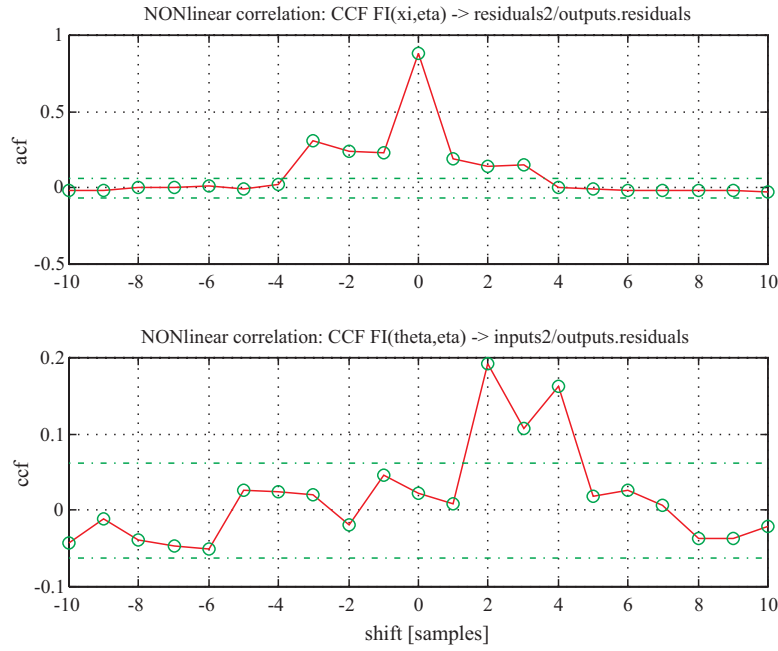 NONlinear correlation: CCF FI(xi,eta) -> residuals2/outputs.residuals
1
0.5
0
-0.5
acf
-10 -8 -6 -4 -2 0 2 4 6 8 10
NONlinear correlation: CCF FI(theta,eta) -> inputs2/outputs.residuals
0.2
0.1
0
-0.1
ccf
-10 -8 -6 -4 -2 0 2 4 6 8 10
shift [samples]